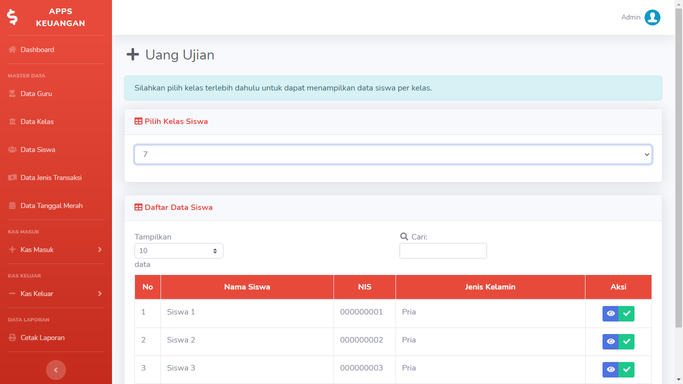 APPS
KEUANGAN
Admin
Dashboard
MASTER DATA
Data Guru
Data Kelas
Data Siswa
Data Jenis Transaksi
Data Tanggal Merah
KAS MASUK
Kas Masuk
KAS KELUAR
Kas Keluar
DATA LAPORAN
Cetak Laporan
Uang Ujian
Silahkan pilih kelas terlebih dahulu untuk dapat menampilkan data siswa per kelas.
Pilih Kelas Siswa
7
Daftar Data Siswa
Tampilkan
10
data
Cari:
No Nama Siswa NIS Jenis Kelamin Aksi
1 Siswa 1 000000001 Pria
2 Siswa 2 000000002 Pria
3 Siswa 3 000000003 Pria